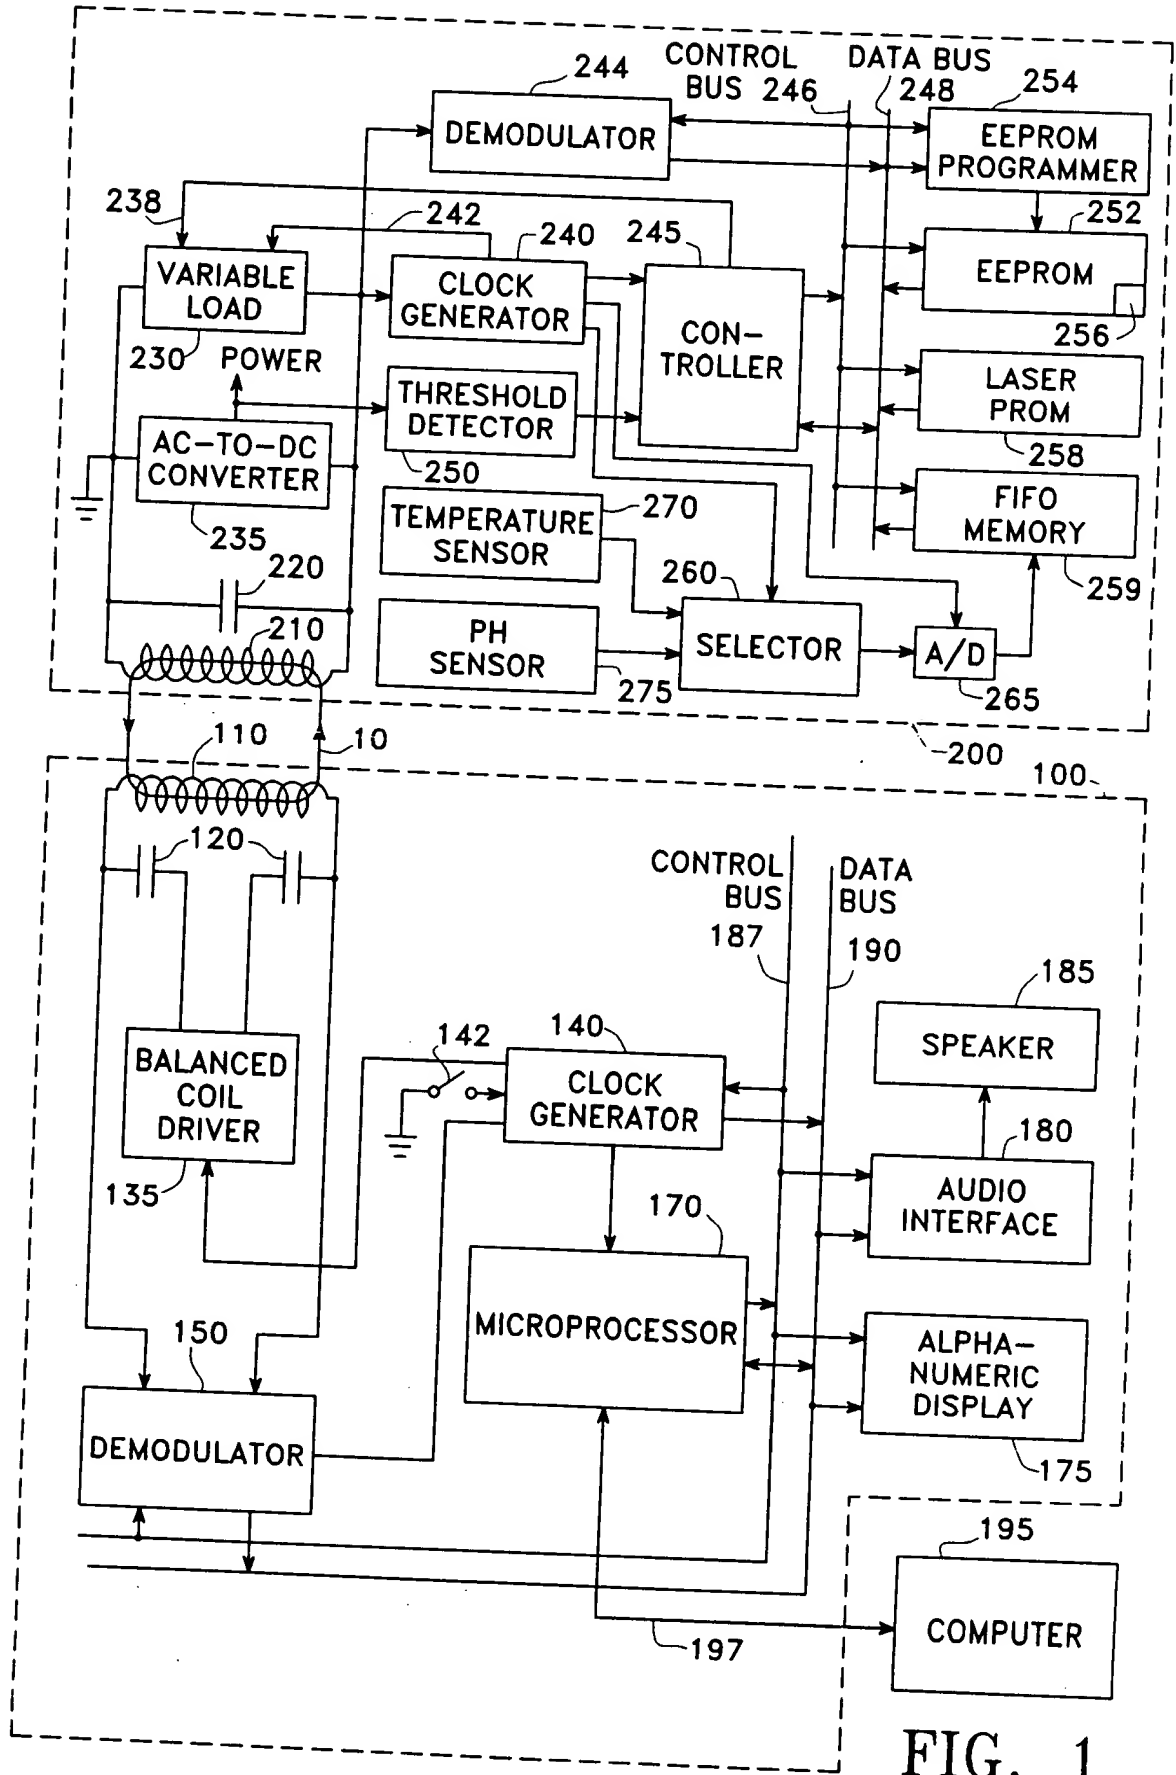 CONTROL
BUS 246
DATA BUS
248
244
254
DEMODULATOR
EEPROM
PROGRAMMER
238
242
240
245
252
VARIABLE
LOAD
CLOCK
GENERATOR
CON-
TROLLER
EEPROM
256
230
POWER
THRESHOLD
DETECTOR
LASER
PROM
AC-TO-DC
CONVERTER
250
258
235
TEMPERATURE
SENSOR
270
FIFO
MEMORY
220
260
259
210
PH
SENSOR
SELECTOR
A/D
275
265
110
10
200
100
120
CONTROL
BUS
187
DATA
BUS
190
185
SPEAKER
142
140
BALANCED
COIL
DRIVER
CLOCK
GENERATOR
180
135
170
AUDIO
INTERFACE
150
MICROPROCESSOR
ALPHA-
NUMERIC
DISPLAY
DEMODULATOR
175
195
COMPUTER
197
FIG. 1